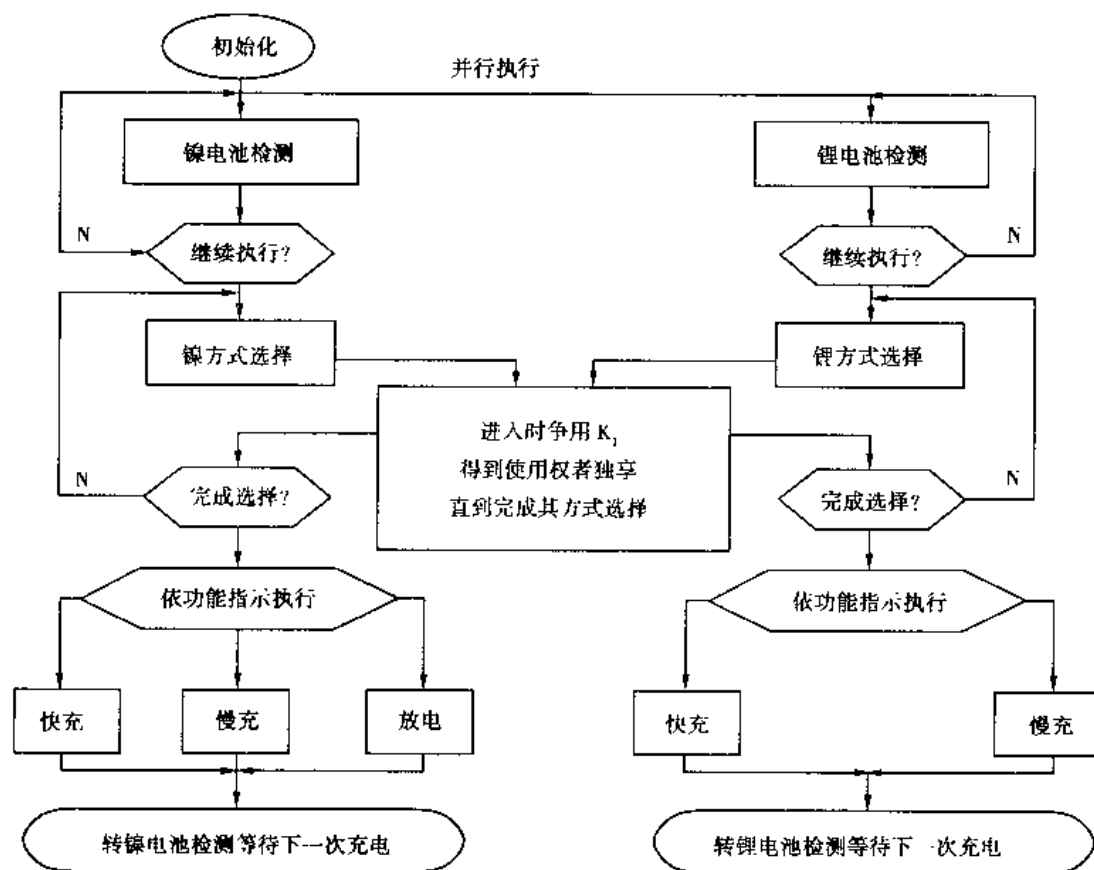 初始化
并行执行
镍电池检测
锂电池检测
N
继续执行?
继续执行?
N
镍方式选择
锂方式选择
进入时争用 K₁
得到使用权者独享
直到完成其方式选择
N
完成选择?
完成选择?
N
依功能指示执行
依功能指示执行
快充
慢充
放电
快充
慢充
转镍电池检测等待下一次充电
转锂电池检测等待下一次充电